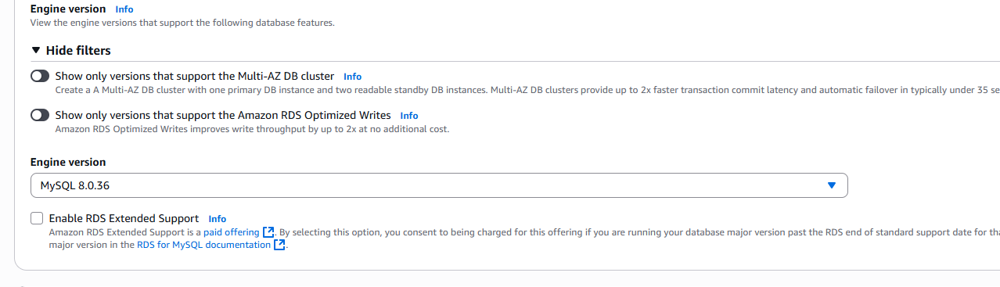 Engine version Info
View the engine versions that support the following database features.
Hide filters
Show only versions that support the Multi-AZ DB cluster Info
Create a A Multi-AZ DB cluster with one primary DB instance and two readable standby DB instances. Multi-AZ DB clusters provide up to 2x faster transaction commit latency and automatic failover in typically under 35
Show only versions that support the Amazon RDS Optimized Writes Info
Amazon RDS Optimized Writes improves write throughput by up to 2x at no additional cost.
Engine version
MySQL 8.0.36
Enable RDS Extended Support Info
Amazon RDS Extended Support is a paid offering. By selecting this option, you consent to being charged for this offering if you are running your database major version past the RDS end of standard support date for
major version in the RDS for MySQL documentation.